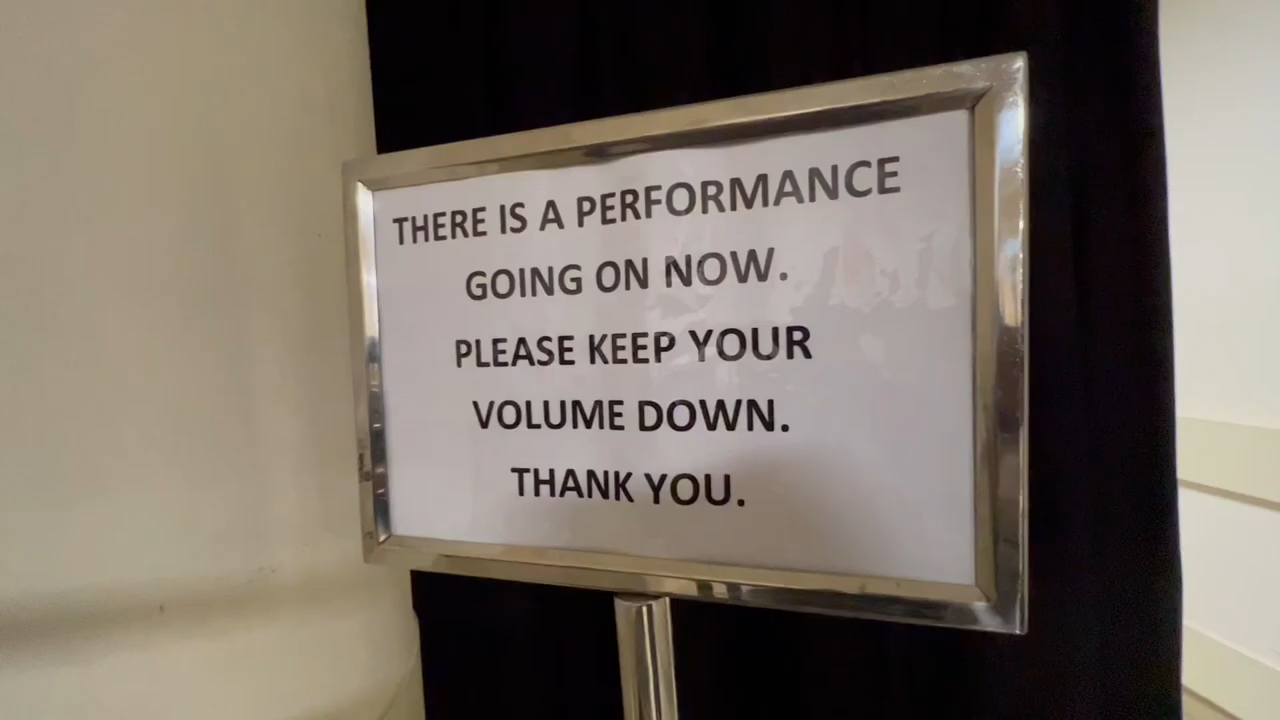 THERE IS A PERFORMANCE
GOING ON NOW.
PLEASE KEEP YOUR
VOLUME DOWN.
THANK YOU.